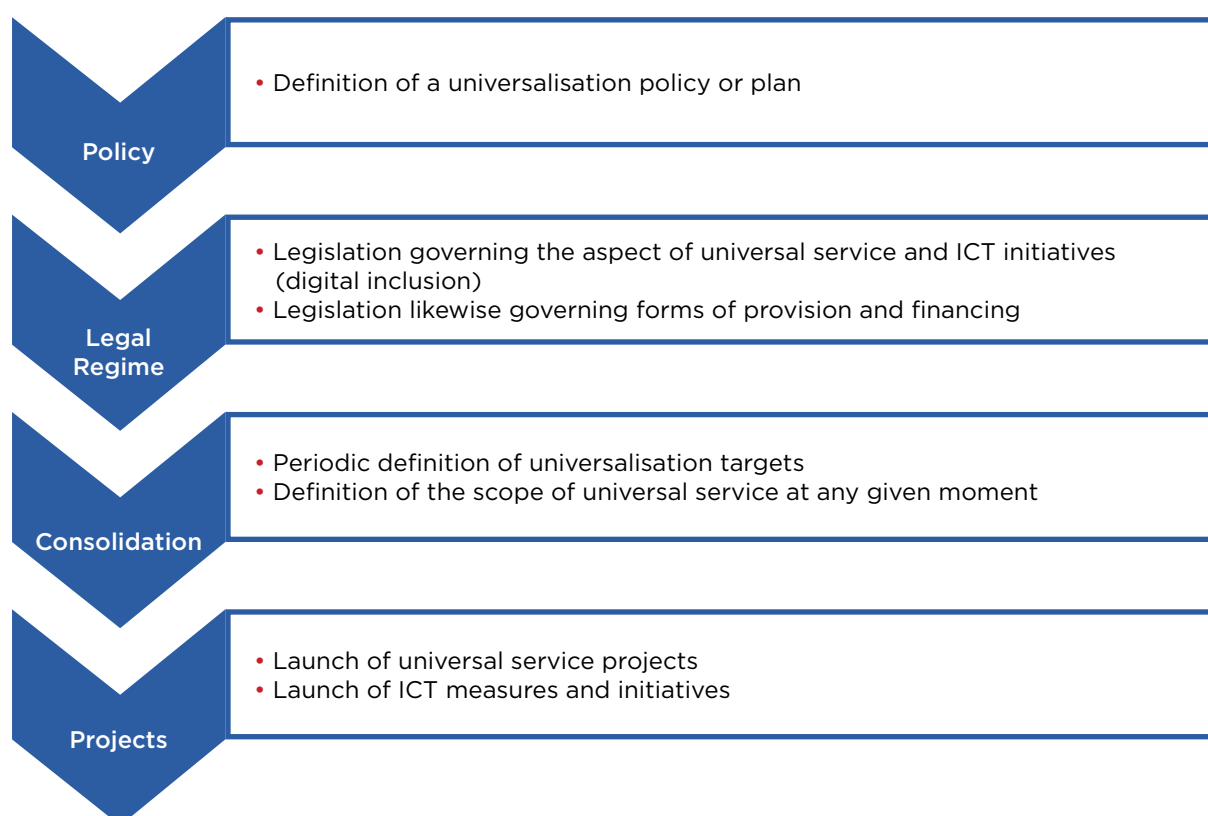 Policy
• Definition of a universalisation policy or plan
Legal
Regime
• Legislation governing the aspect of universal service and ICT initiatives
(digital inclusion)
• Legislation likewise governing forms of provision and financing
Consolidation
• Periodic definition of universalisation targets
• Definition of the scope of universal service at any given moment
Projects
• Launch of universal service projects
• Launch of ICT measures and initiatives